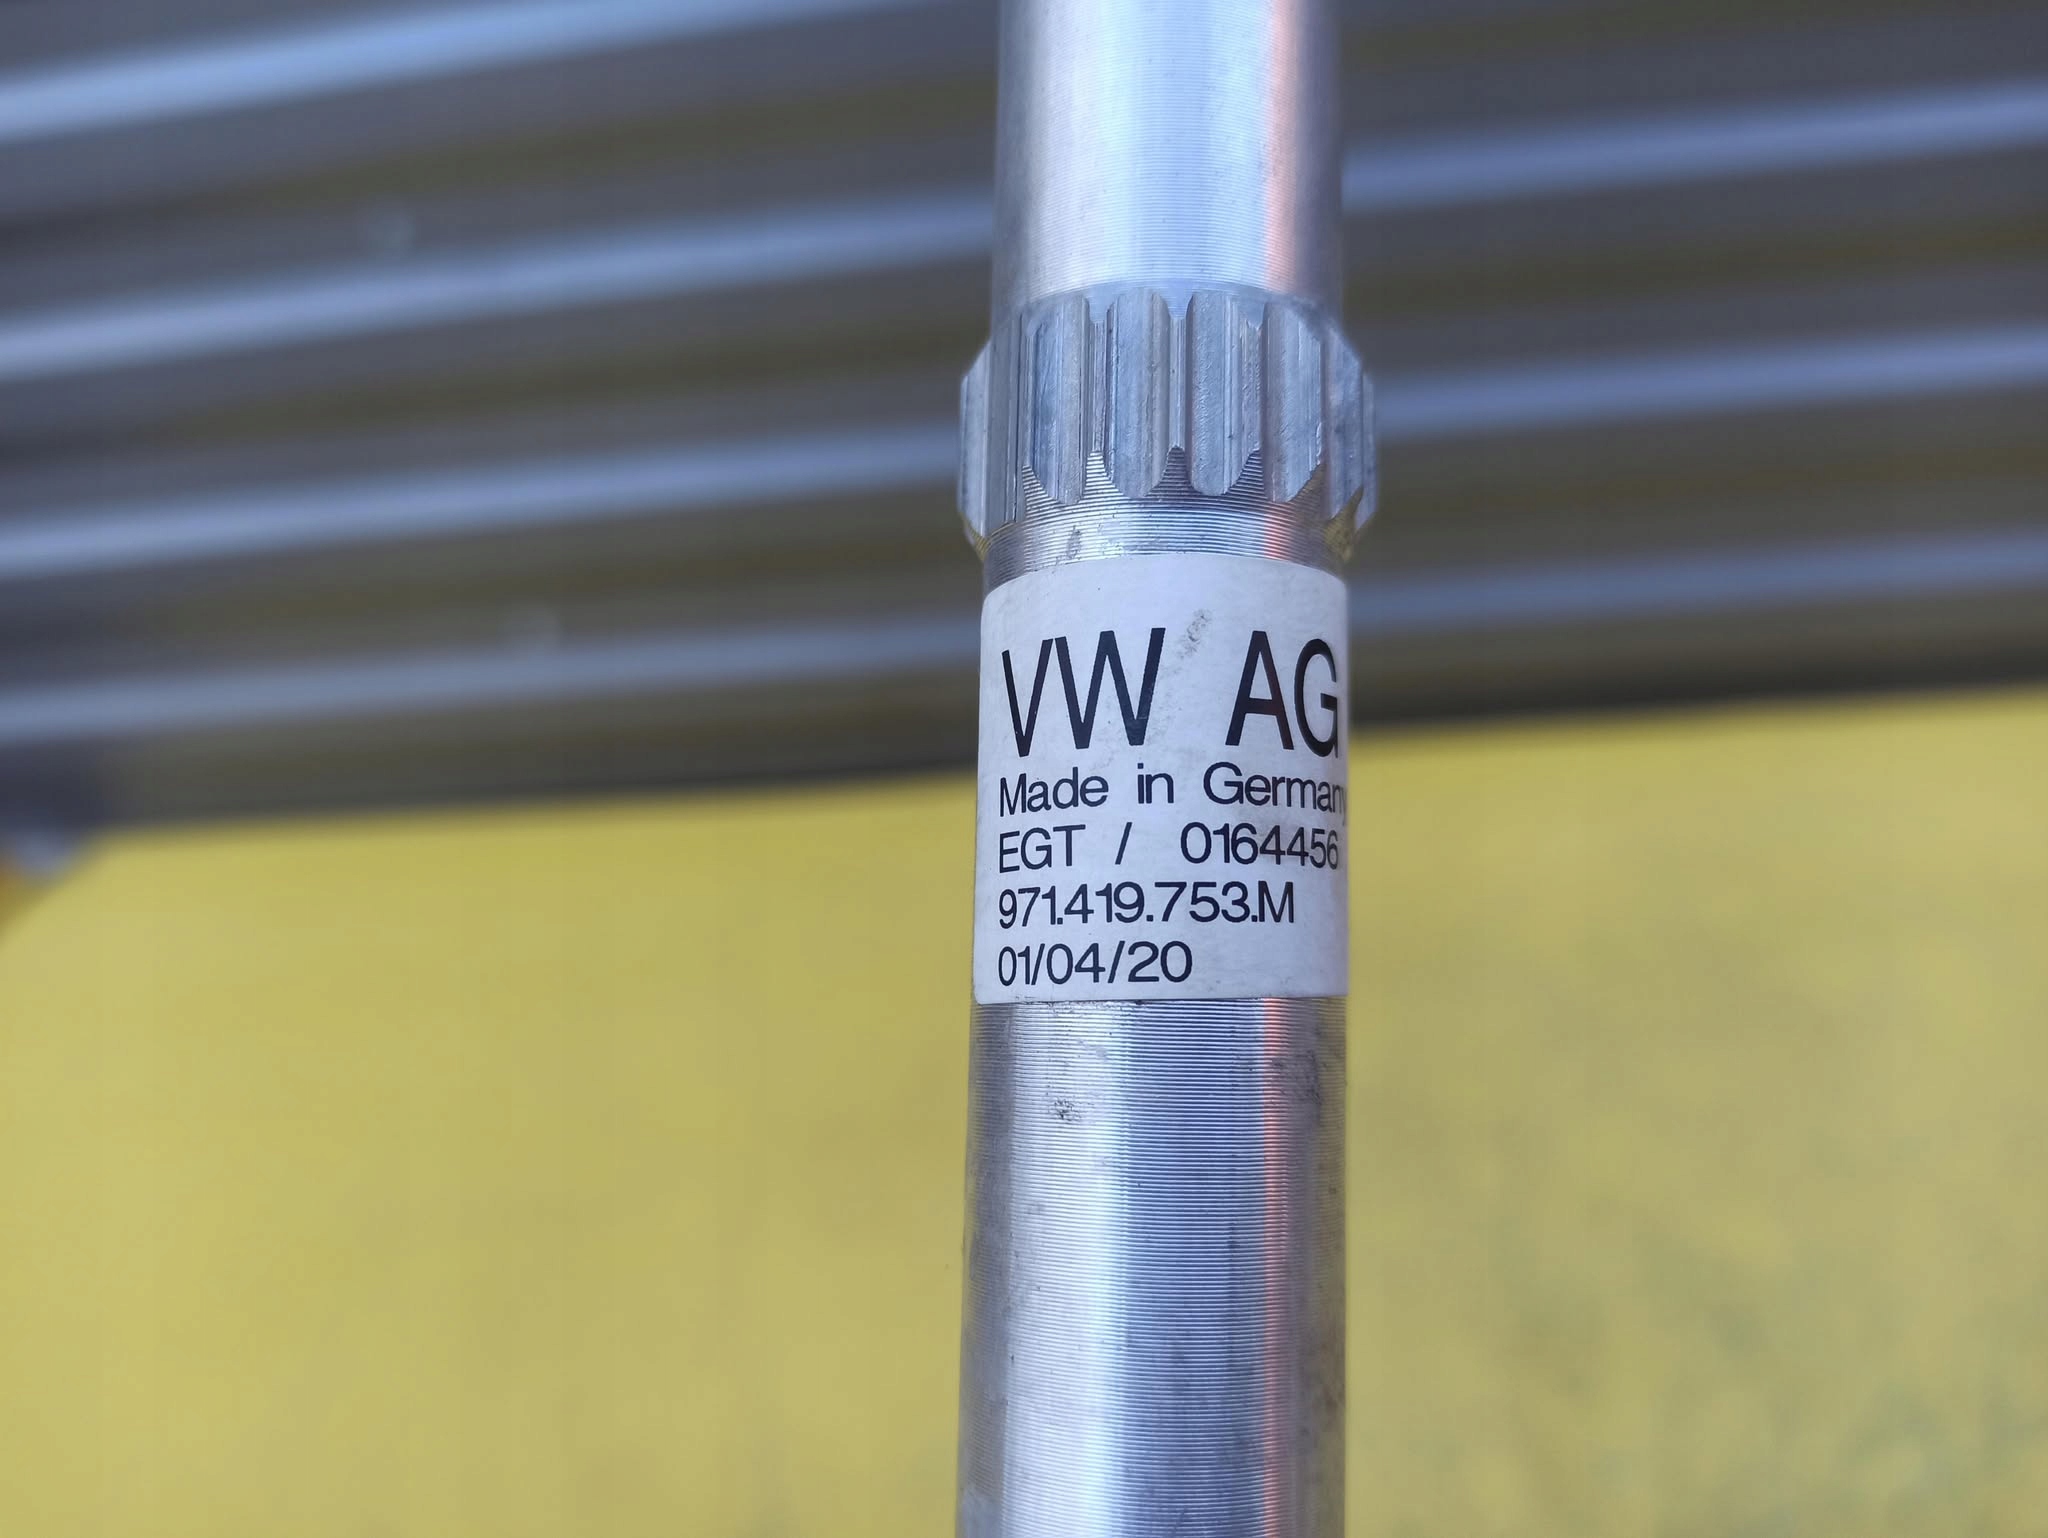 VW AG
Made in Germany
EGT / 0164456
971.419.753.M
01/04/20